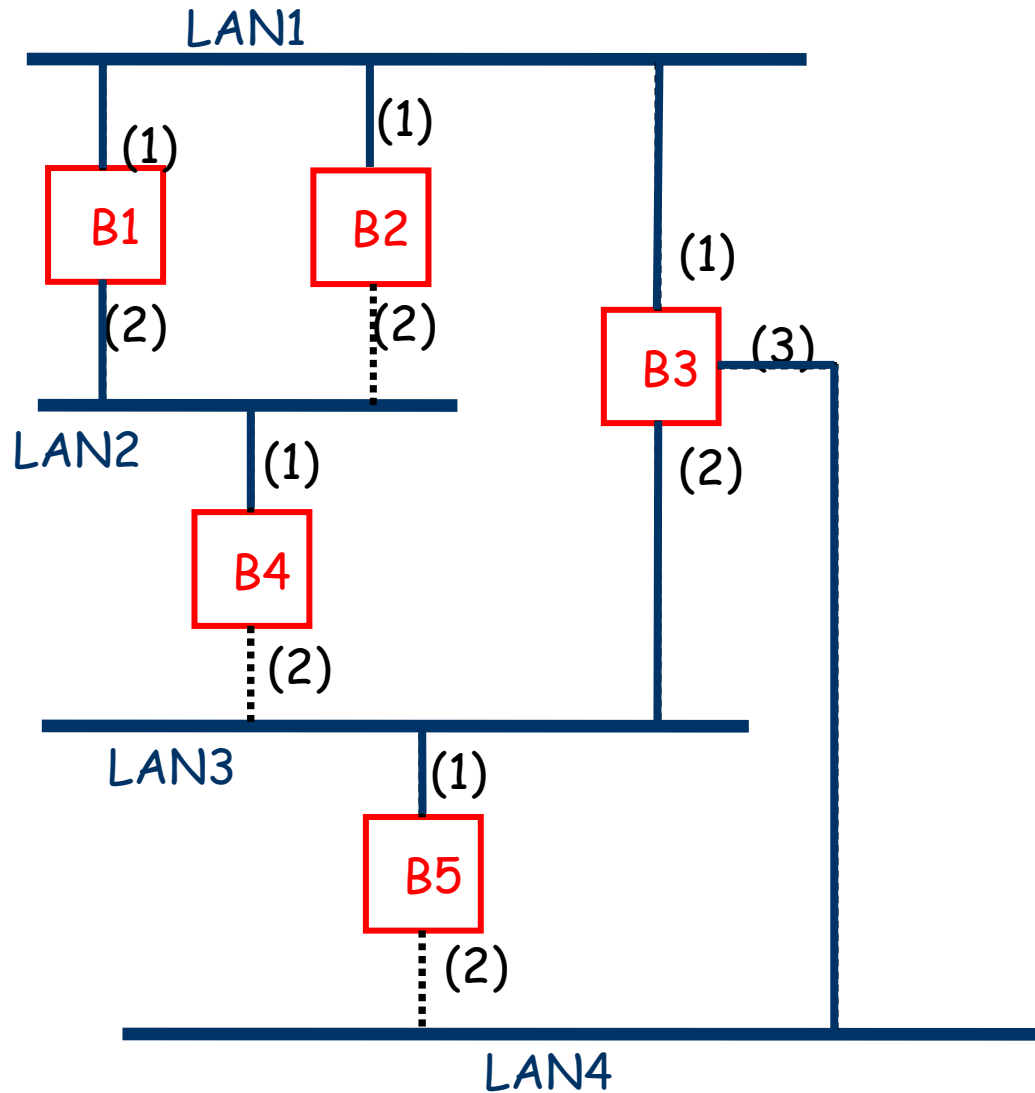 LAN1
(1)
(1)
B1
B2
(1)
(2)
(2)
B3
(3)
LAN2
(1)
(2)
B4
(2)
LAN3
(1)
B5
(2)
LAN4